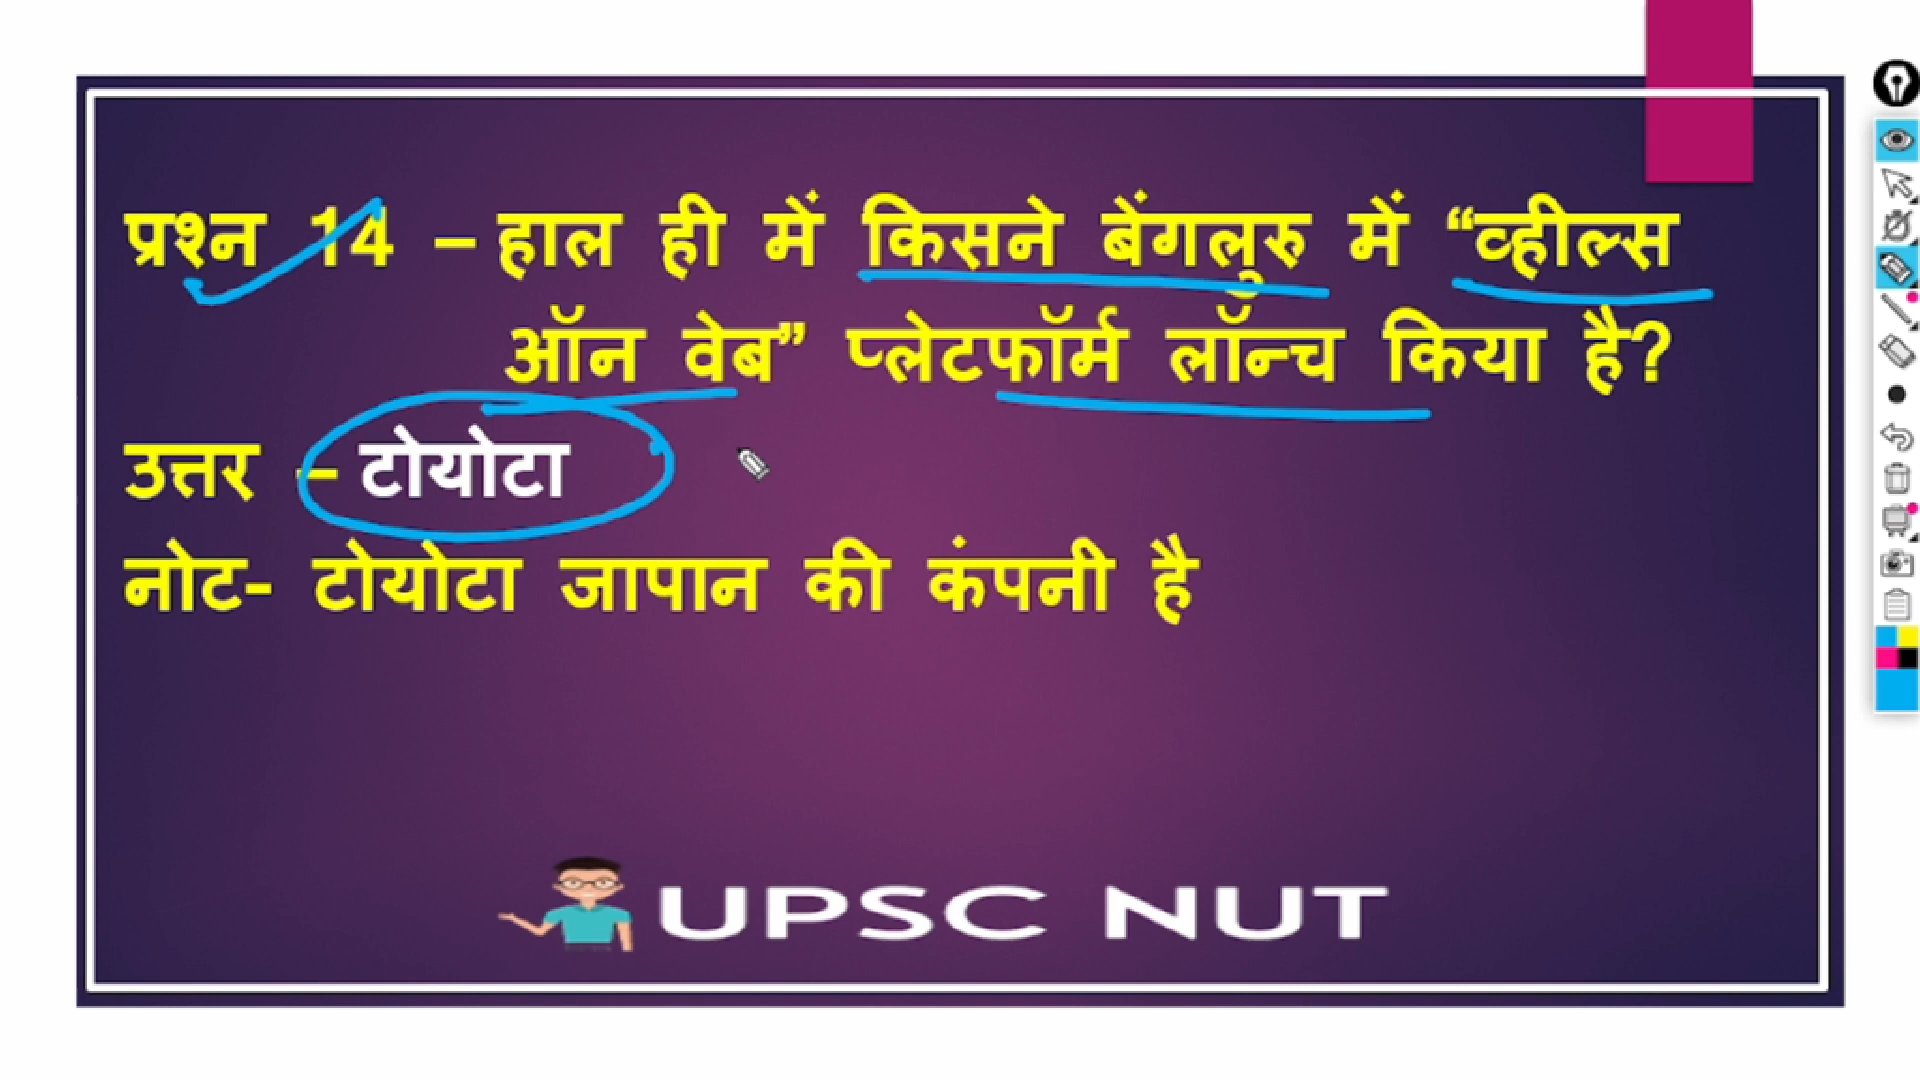 प्रश्न 14 – हाल ही में किसने बेंगलुरु में “व्हील्स
ऑन वेब” प्लेटफॉर्म लॉन्च किया है?
उत्तर – टोयोटा
नोट- टोयोटा जापान की कंपनी है
UPSC NUT